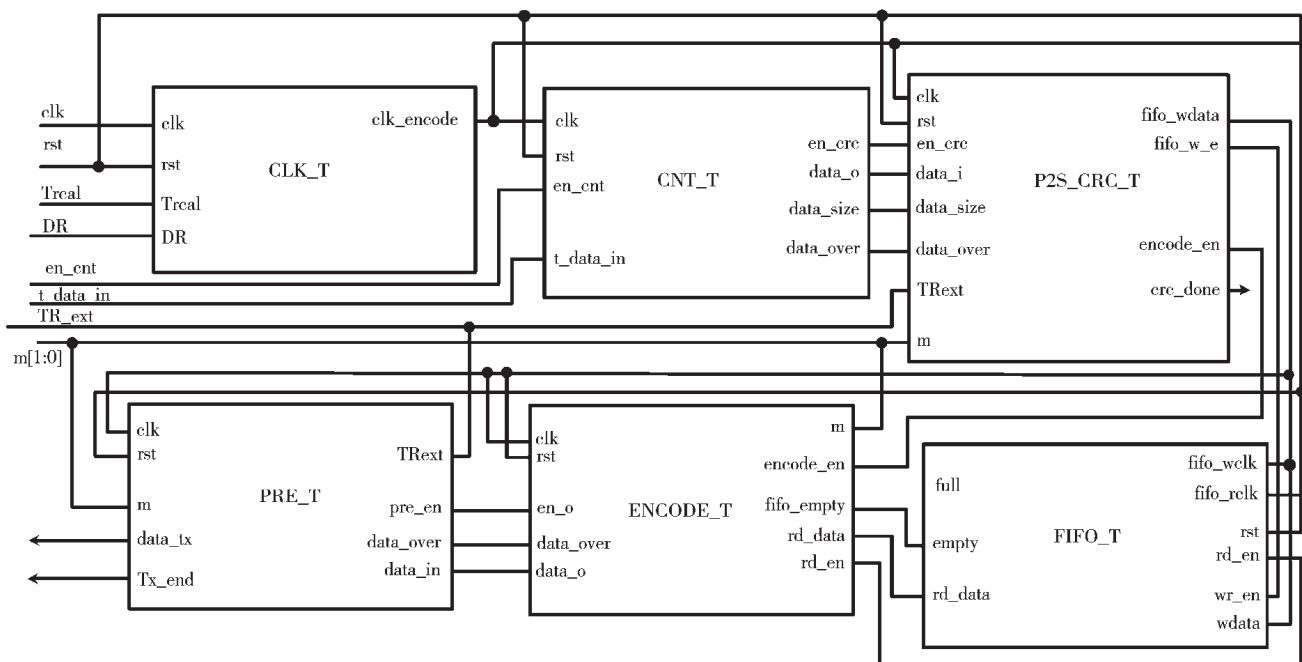 clk
rst
Trcal
DR
en_cnt
t_data_in
TR_ext
m[1:0]
clk
rst
Trcal
DR
clk_encode
CLK_T
clk
rst
en_cnt
t_data_in
en_crc
data_o
data_size
data_over
CNT_T
clk
rst
en_crc
data_i
data_size
data_over
TRext
m
fifo_wdata
fifo_w_e
encode_en
crc_done
P2S_CRC_T
clk
rst
m
data_tx
Tx_end
TRext
pre_en
data_over
data_in
PRE_T
clk
rst
en_o
data_over
data_o
m
encode_en
fifo_empty
rd_data
rd_en
ENCODE_T
full
empty
rd_data
fifo_wclk
fifo_rclk
rst
rd_en
wr_en
wdata
FIFO_T